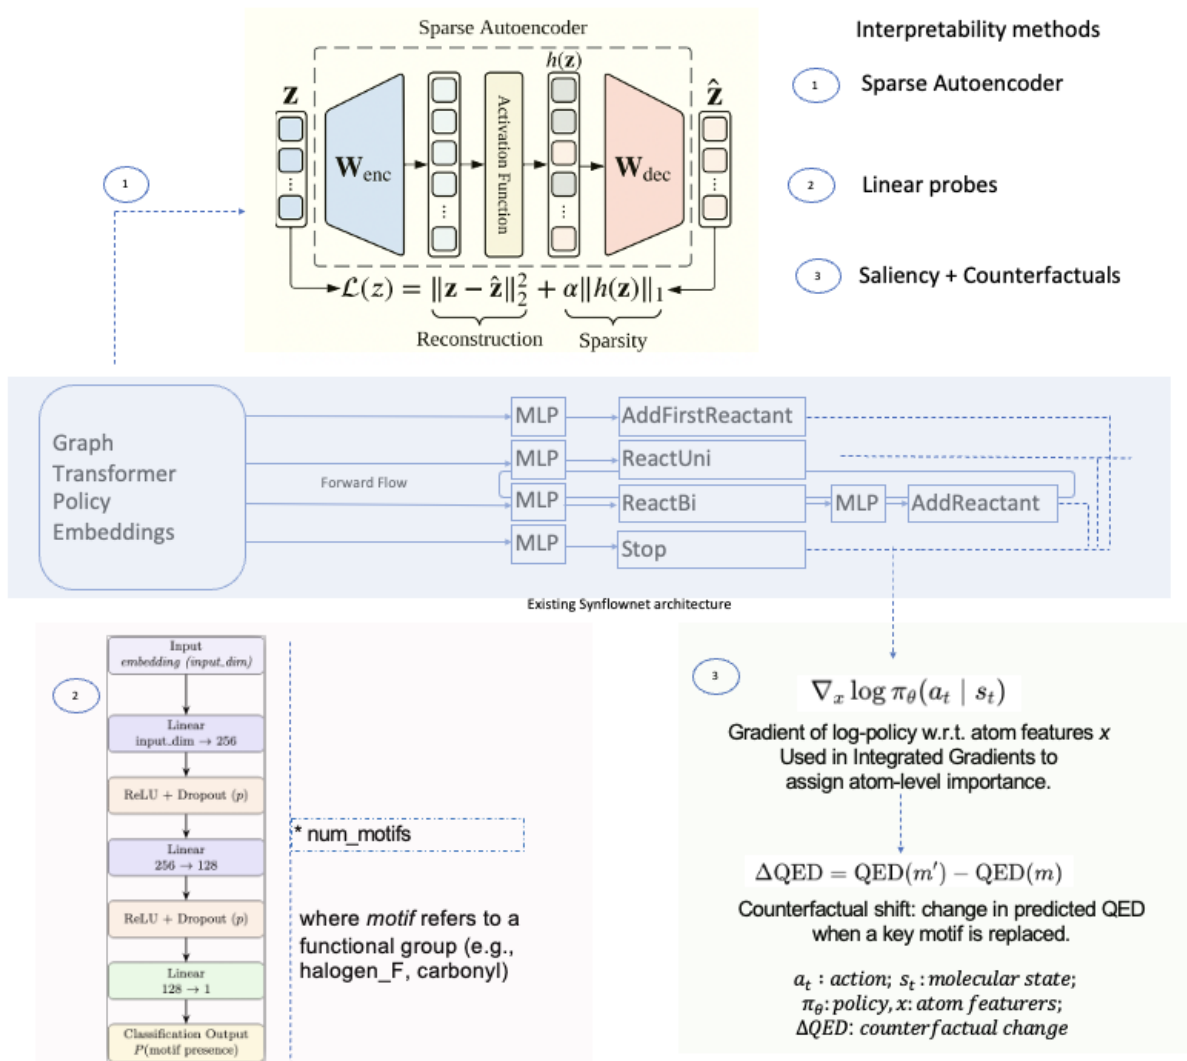 Sparse Autoencoder
h(z)
z
W_enc
Activation Function
W_dec
ẑ
L(z) = ‖z − ẑ‖₂² + α‖h(z)‖₁
Reconstruction
Sparsity
Interpretability methods
1 Sparse Autoencoder
2 Linear probes
3 Saliency + Counterfactuals
1
Graph
Transformer
Policy
Embeddings
Forward Flow
MLP AddFirstReactant
MLP ReactUni
MLP ReactBi MLP AddReactant
MLP Stop
Existing Synflownet architecture
2
Input
embedding (input_dim)
Linear
input_dim → 256
ReLU + Dropout (p)
Linear
256 → 128
ReLU + Dropout (p)
Linear
128 → 1
Classification Output
P(motif presence)
* num_motifs
where motif refers to a
functional group (e.g.,
halogen_F, carbonyl)
3
∇ₓ log π_θ(a_t | s_t)
Gradient of log-policy w.r.t. atom features x
Used in Integrated Gradients to
assign atom-level importance.
ΔQED = QED(m′) − QED(m)
Counterfactual shift: change in predicted QED
when a key motif is replaced.
a_t : action; s_t : molecular state;
π_θ: policy, x: atom featurers;
ΔQED: counterfactual change